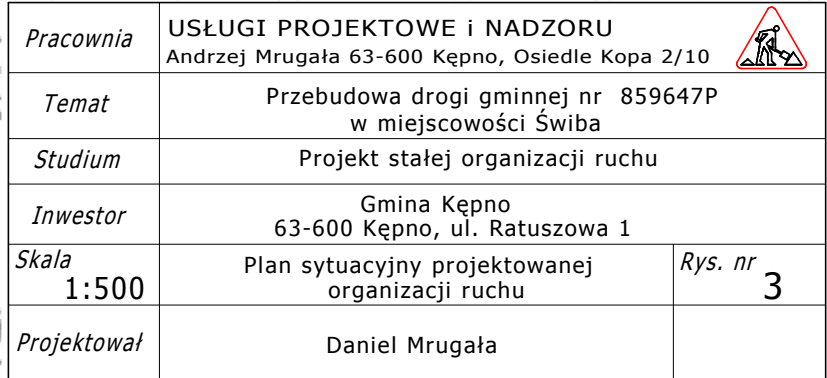 Pracownia
USŁUGI PROJEKTOWE i NADZORU
Andrzej Mrugała 63-600 Kępno, Osiedle Kopa 2/10
Temat
Przebudowa drogi gminnej nr 859647P
w miejscowości Świba
Studium
Projekt stałej organizacji ruchu
Inwestor
Gmina Kępno
63-600 Kępno, ul. Ratuszowa 1
Skala
1:500
Plan sytuacyjny projektowanej
organizacji ruchu
Rys. nr
3
Projektował
Daniel Mrugała